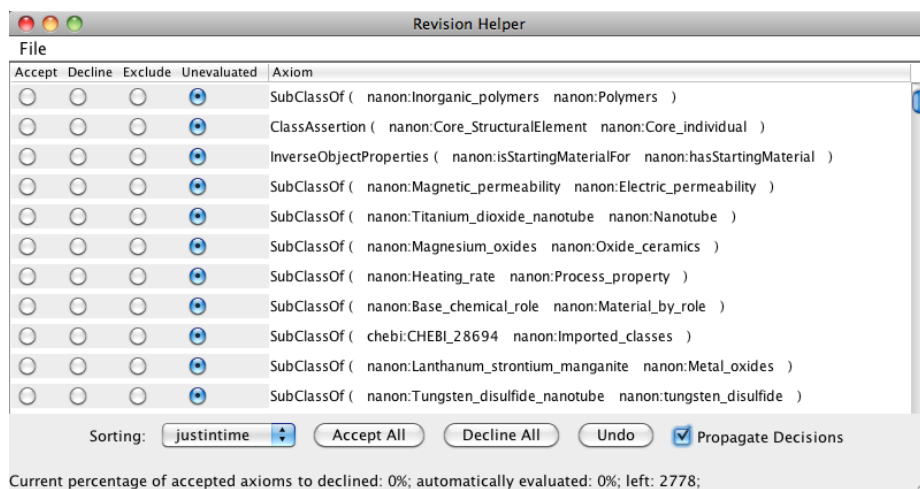 Revision Helper
File
Accept Decline Exclude Unevaluated Axiom
SubClassOf ( nanon:Inorganic_polymers nanon:Polymers )
ClassAssertion ( nanon:Core_StructuralElement nanon:Core_individual )
InverseObjectProperties ( nanon:isStartingMaterialFor nanon:hasStartingMaterial )
SubClassOf ( nanon:Magnetic_permeability nanon:Electric_permeability )
SubClassOf ( nanon:Titanium_dioxide_nanotube nanon:Nanotube )
SubClassOf ( nanon:Magnesium_oxides nanon:Oxide_ceramics )
SubClassOf ( nanon:Heating_rate nanon:Process_property )
SubClassOf ( nanon:Base_chemical_role nanon:Material_by_role )
SubClassOf ( chebi:CHEBI_28694 nanon:Imported_classes )
SubClassOf ( nanon:Lanthanum_strontium_manganite nanon:Metal_oxides )
SubClassOf ( nanon:Tungsten_disulfide_nanotube nanon:tungsten_disulfide )
Sorting: justintime Accept All Decline All Undo Propagate Decisions
Current percentage of accepted axioms to declined: 0%; automatically evaluated: 0%; left: 2778;